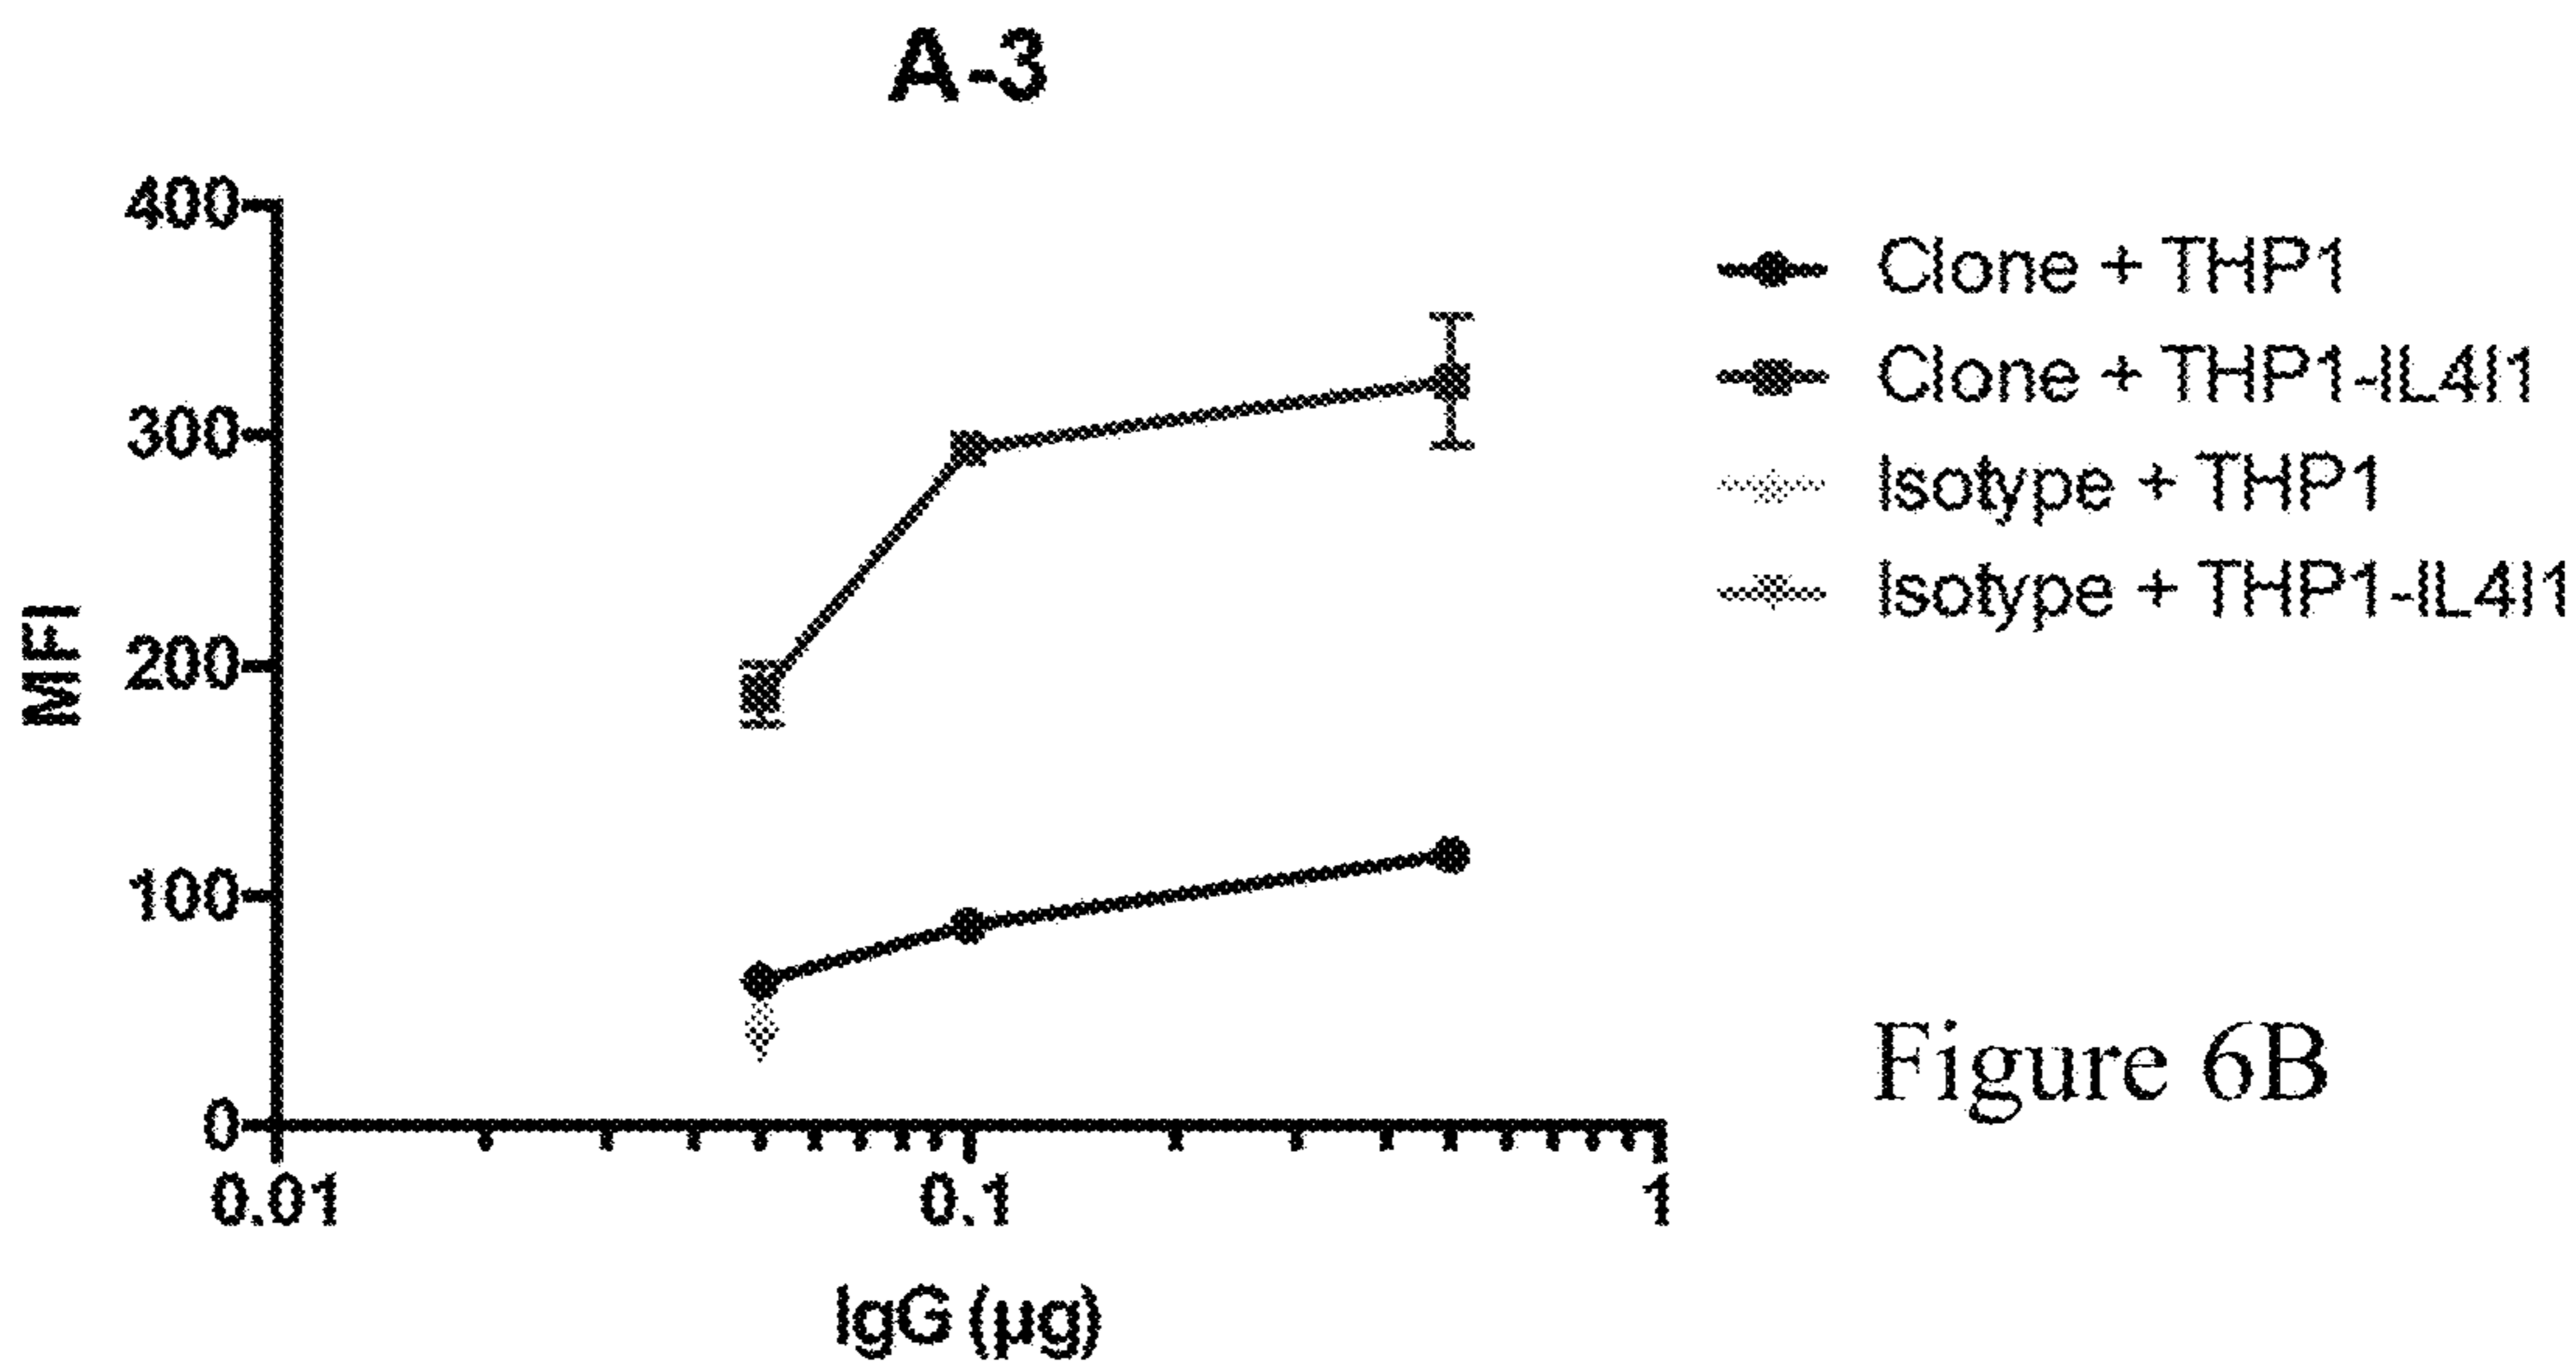 A-3
400
300
200
100
0
MFI
0.01
0.1
1
IgG (µg)
Clone + THP1
Clone + THP1-IL4I1
Isotype + THP1
Isotype + THP1-IL4I1
Figure 6B